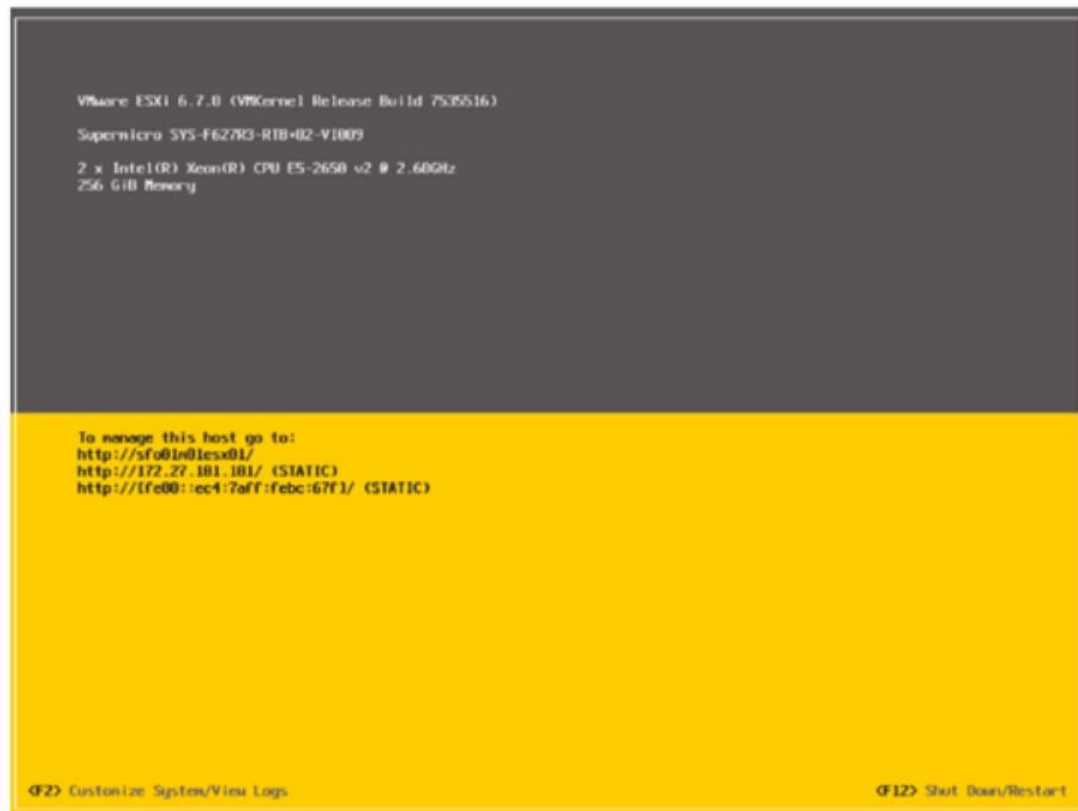 VMware ESXi 6.7.0 (VMKernel Release Build 7535516)
Supermicro SYS-F627R3-RTB+02-VI009
2 x Intel(R) Xeon(R) CPU E5-2650 v2 @ 2.60GHz
256 GiB Memory
To manage this host go to:
http://sfo01m01esx01/
http://172.27.101.101/ (STATIC)
http://[fe80::ec4:7aff:febc:67f]/ (STATIC)
<F2> Customize System/View Logs
<F12> Shut Down/Restart